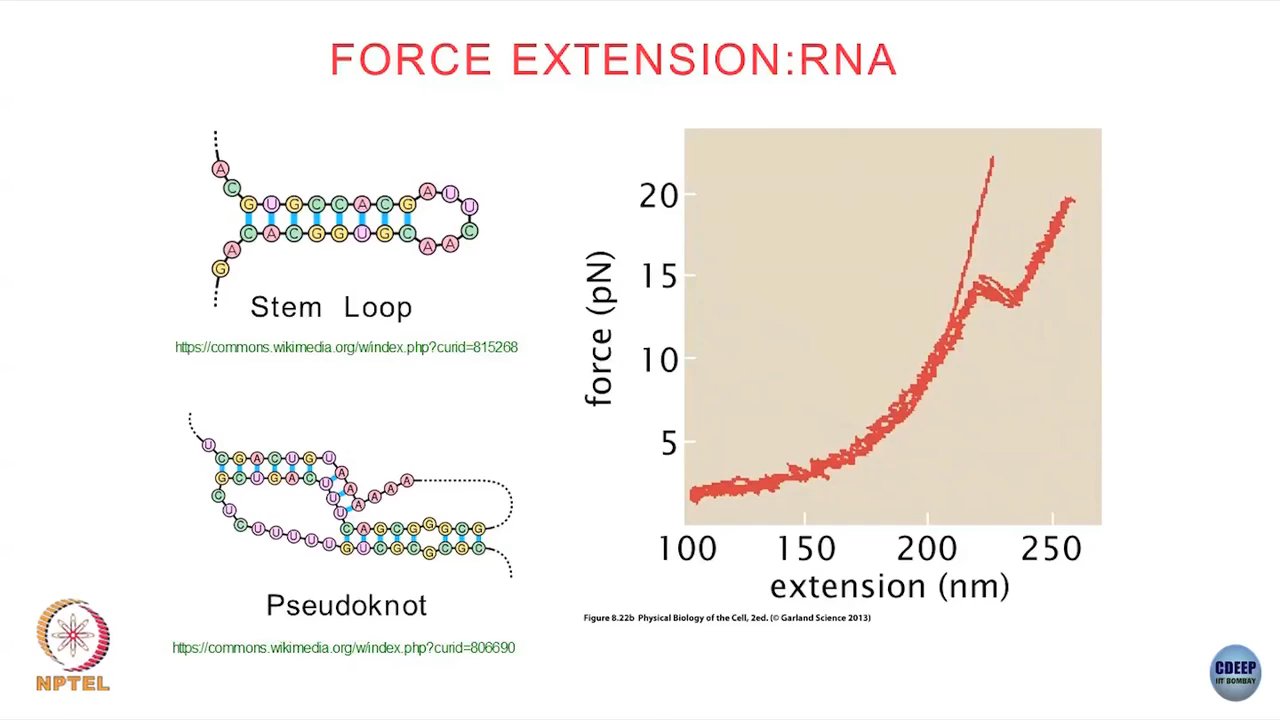 FORCE EXTENSION:RNA
A
C
G U G C C A C G A U U
C A C G G U G C A A C
A
G
Stem Loop
https://commons.wikimedia.org/w/index.php?curid=815268
U
C G A C U G U
G C U G A C U
A A A A A A
C U C U U U U U
U U
C A G C G G G C G
G U C G C G C G C
Pseudoknot
https://commons.wikimedia.org/w/index.php?curid=806690
force (pN)
20
15
10
5
100 150 200 250
extension (nm)
Figure 8.22b Physical Biology of the Cell, 2ed. (© Garland Science 2013)
NPTEL
CDEEP
IIT BOMBAY